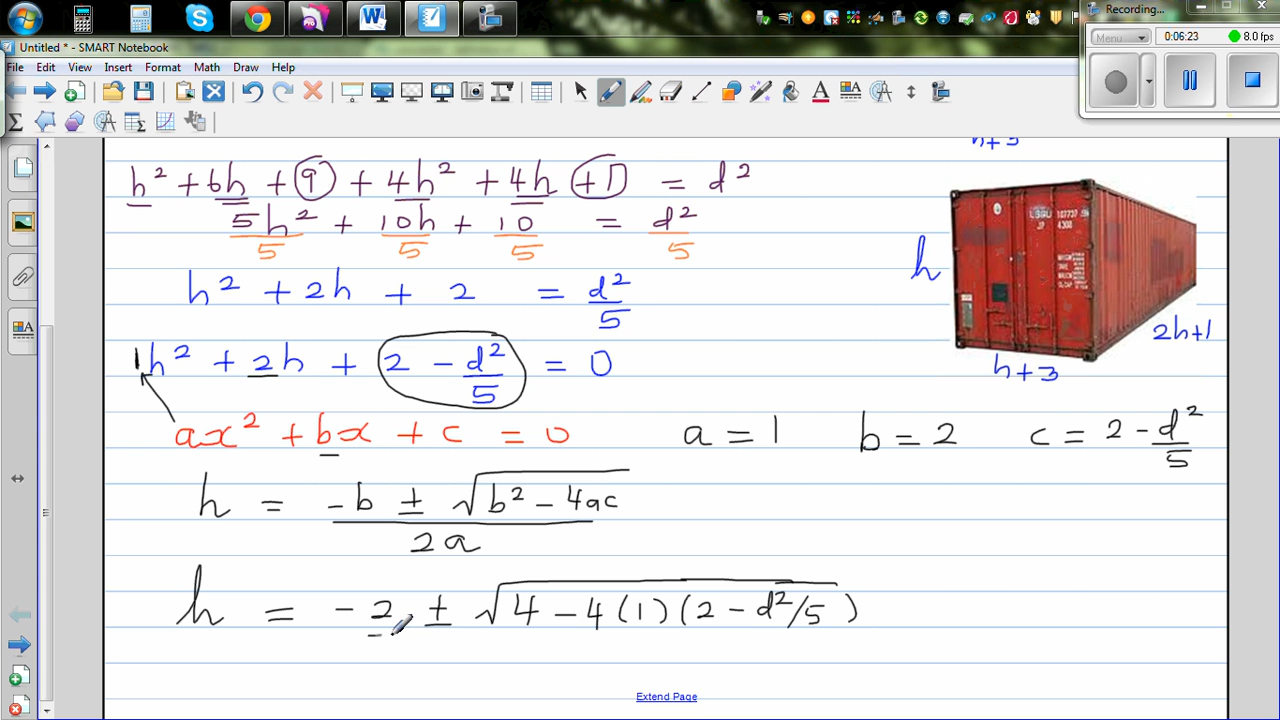 Recording...
Menu
0:06:23
8.0 fps
Untitled * - SMART Notebook
File Edit View Insert Format Math Draw Help
h+3
h² + 6h + 9 + 4h² + 4h + 1 = d²
5h²/5 + 10h/5 + 10/5 = d²/5
h² + 2h + 2 = d²/5
1h² + 2h + 2 - d²/5 = 0
ax² + bx + c = 0 a = 1 b = 2 c = 2 - d²/5
h = -b ± √b² - 4ac / 2a
h = -2 ± √4 - 4(1)(2 - d²/5)
h
2h+1
h+3
Extend Page